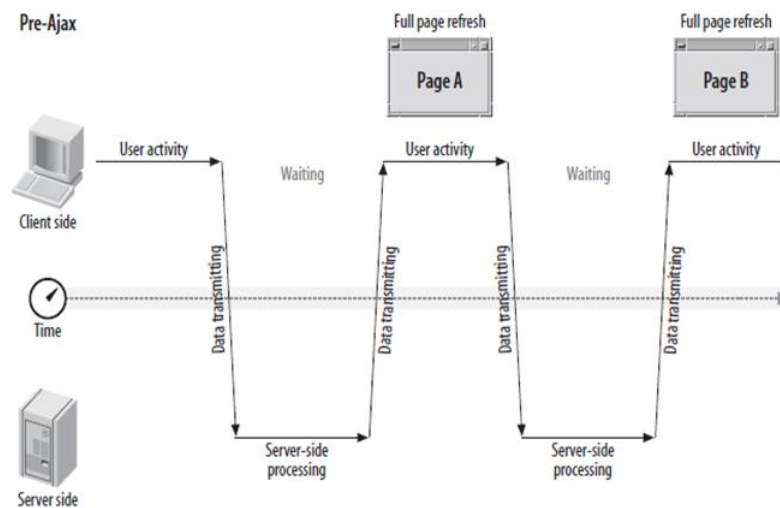 Pre-Ajax
Full page refresh
Full page refresh
Page A
Page B
User activity
User activity
User activity
Waiting
Waiting
Client side
Data transmitting
Data transmitting
Data transmitting
Data transmitting
Time
Server-side
processing
Server-side
processing
Server side